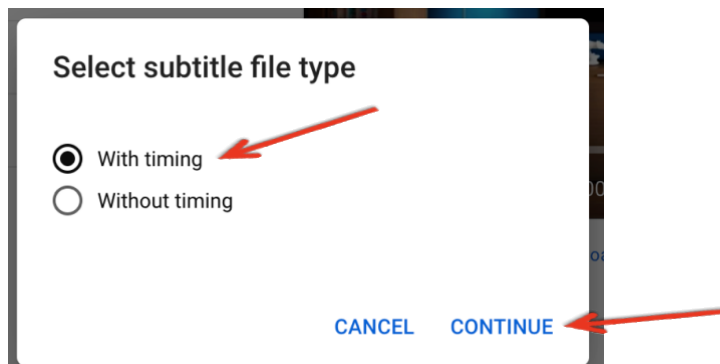 Select subtitle file type
With timing
Without timing
CANCEL CONTINUE